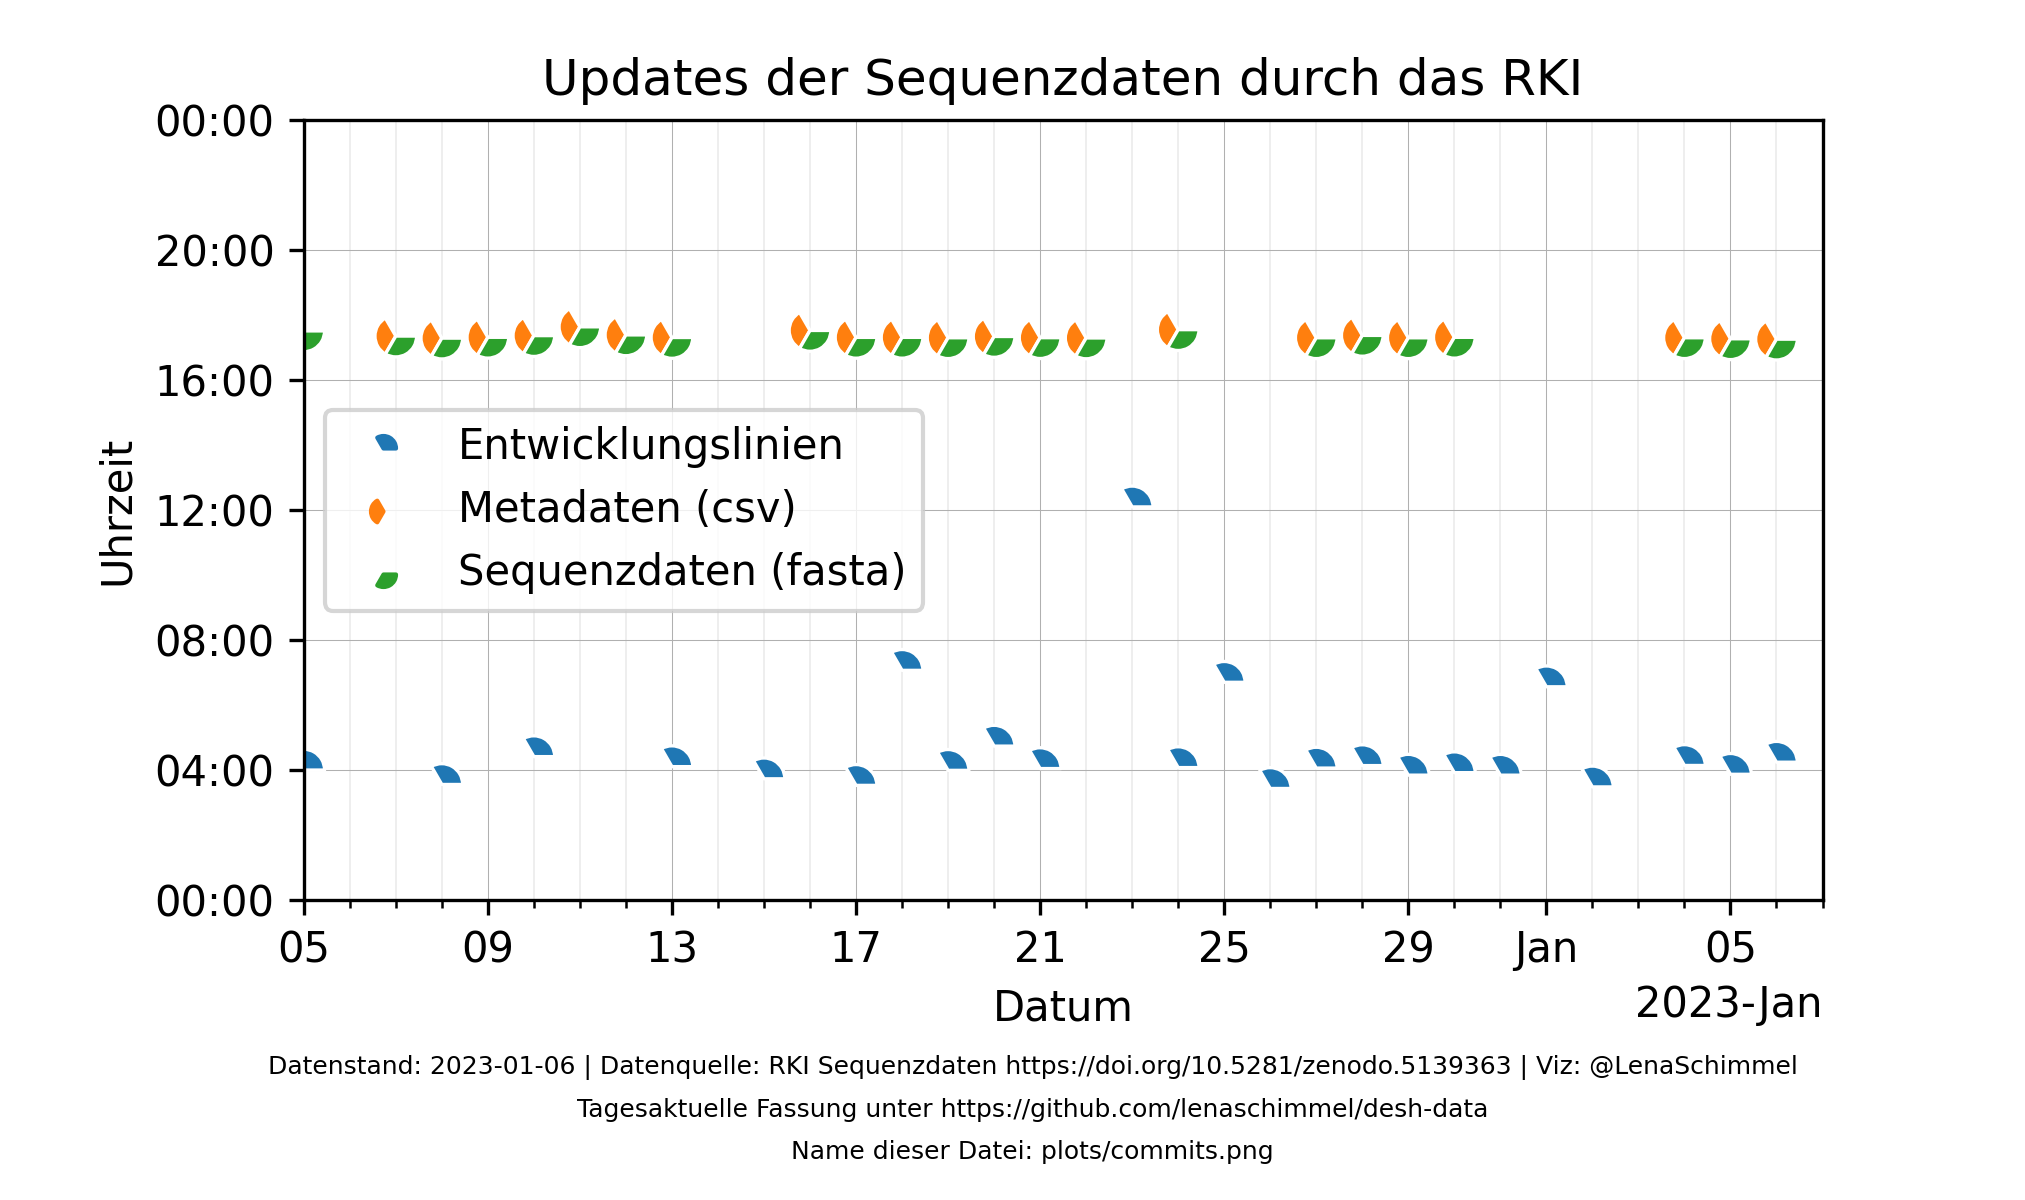 Updates der Sequenzdaten durch das RKI
00:00
20:00
16:00
12:00
08:00
04:00
00:00
Uhrzeit
Entwicklungslinien
Metadaten (csv)
Sequenzdaten (fasta)
05 09 13 17 21 25 29 Jan 05
Datum
2023-Jan
Datenstand: 2023-01-06 | Datenquelle: RKI Sequenzdaten https://doi.org/10.5281/zenodo.5139363 | Viz: @LenaSchimmel
Tagesaktuelle Fassung unter https://github.com/lenaschimmel/desh-data
Name dieser Datei: plots/commits.png